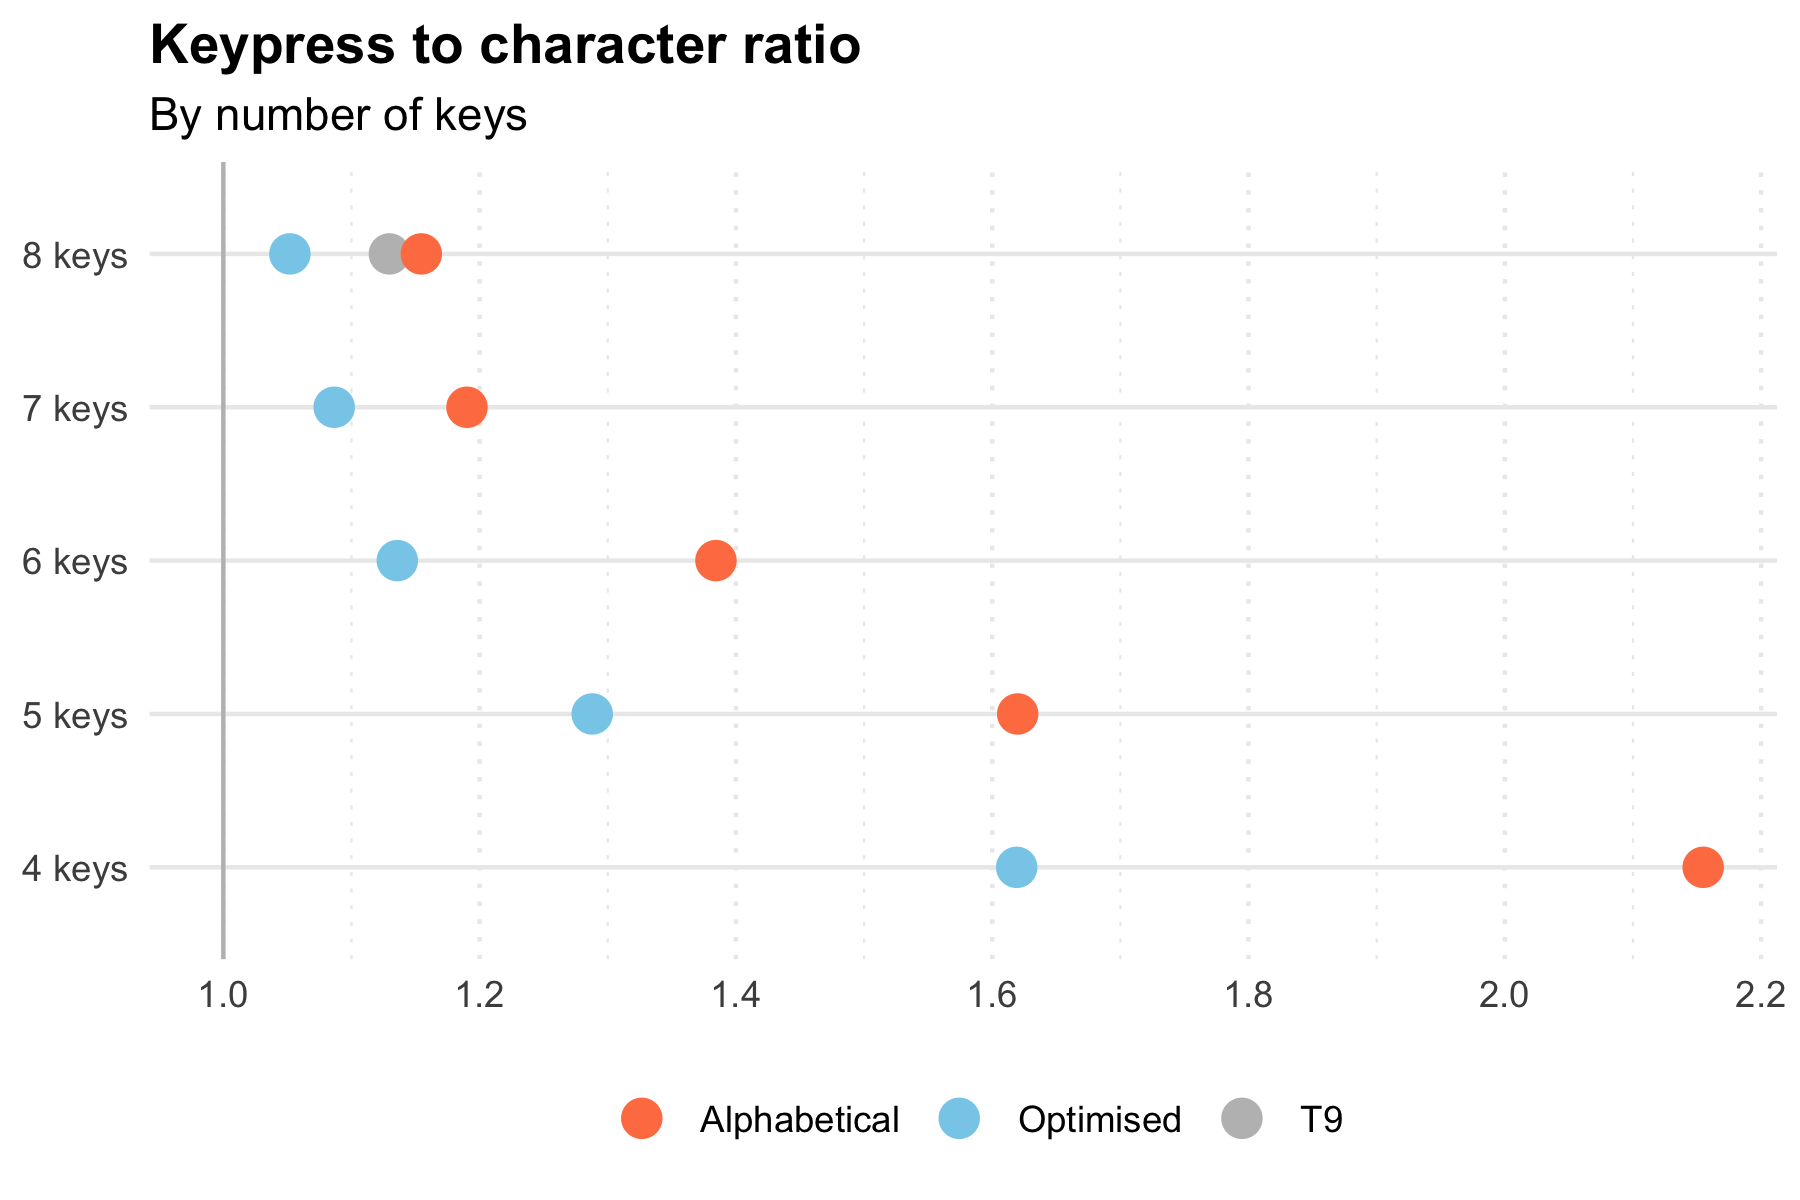 Keypress to character ratio
By number of keys
8 keys
7 keys
6 keys
5 keys
4 keys
1.0 1.2 1.4 1.6 1.8 2.0 2.2
Alphabetical Optimised T9